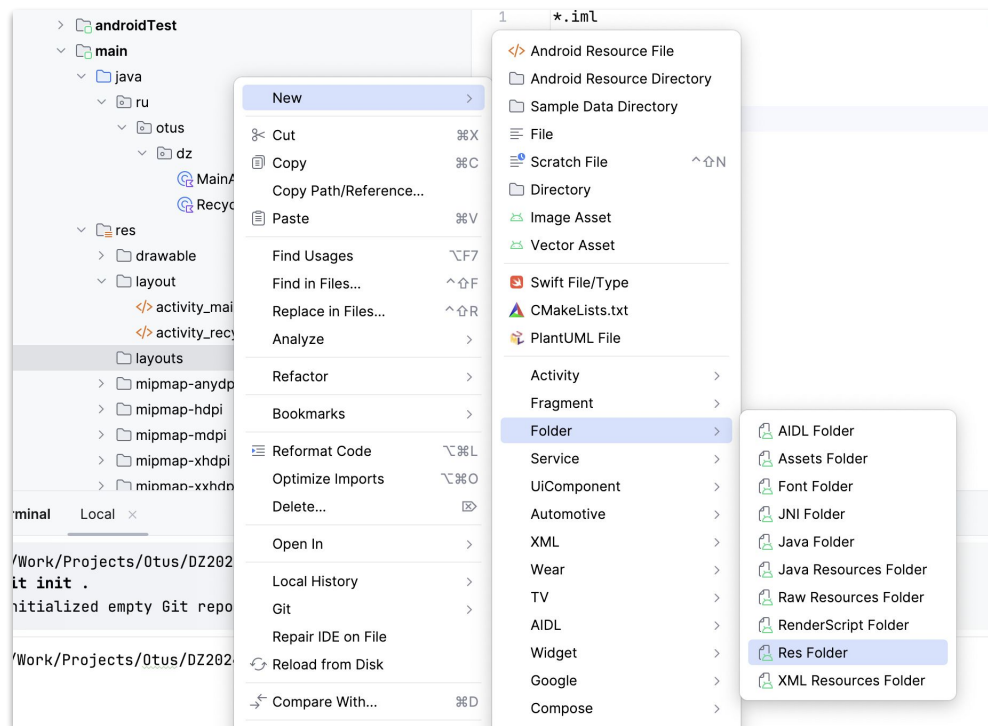 androidTest
main
java
ru
otus
dz
MainA
Recyc
res
drawable
layout
activity_mai
activity_recy
layouts
mipmap-anydp
mipmap-hdpi
mipmap-mdpi
mipmap-xhdpi
mipmap-xxhdp
1 *.iml
New
Cut ⌘X
Copy ⌘C
Copy Path/Reference...
Paste ⌘V
Find Usages ⌥F7
Find in Files... ^⇧F
Replace in Files... ^⇧R
Analyze
Refactor
Bookmarks
Reformat Code ⌥⌘L
Optimize Imports ⌥⌘O
Delete... ⌦
Open In
Local History
Git
Repair IDE on File
Reload from Disk
Compare With... ⌘D
Android Resource File
Android Resource Directory
Sample Data Directory
File
Scratch File ^⇧N
Directory
Image Asset
Vector Asset
Swift File/Type
CMakeLists.txt
PlantUML File
Activity
Fragment
Folder
Service
UiComponent
Automotive
XML
Wear
TV
AIDL
Widget
Google
Compose
AIDL Folder
Assets Folder
Font Folder
JNI Folder
Java Folder
Java Resources Folder
Raw Resources Folder
RenderScript Folder
Res Folder
XML Resources Folder
minal Local ×
/Work/Projects/Otus/DZ202
it init .
nitialized empty Git repo
/Work/Projects/Otus/DZ202